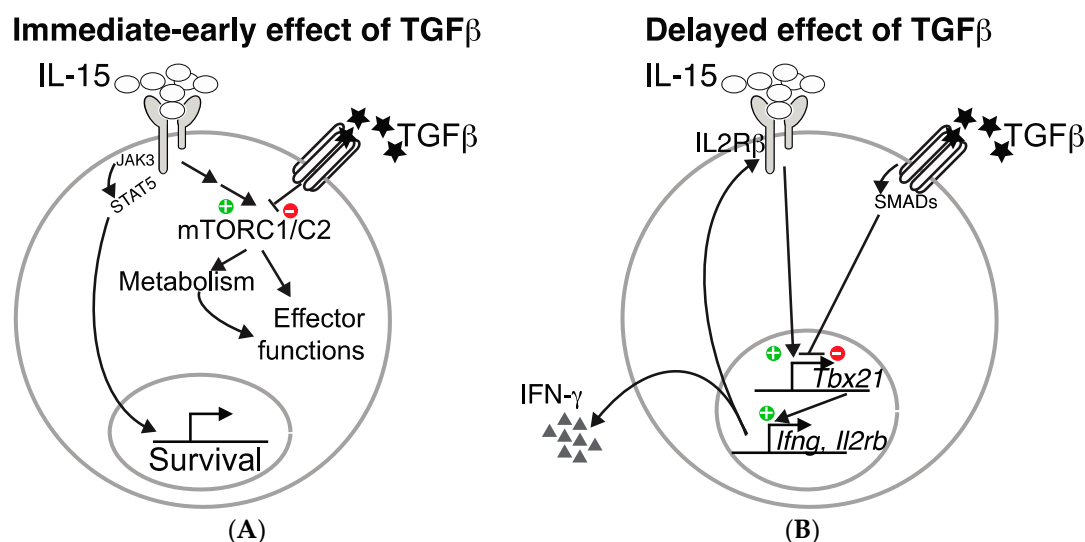 Immediate-early effect of TGFβ
IL-15
TGFβ
JAK3
STAT5
+
−
mTORC1/C2
Metabolism
Effector
functions
Survival
(A)
Delayed effect of TGFβ
IL-15
IL2Rβ
TGFβ
SMADs
+
−
Tbx21
IFN-γ
+
Ifng, Il2rb
(B)